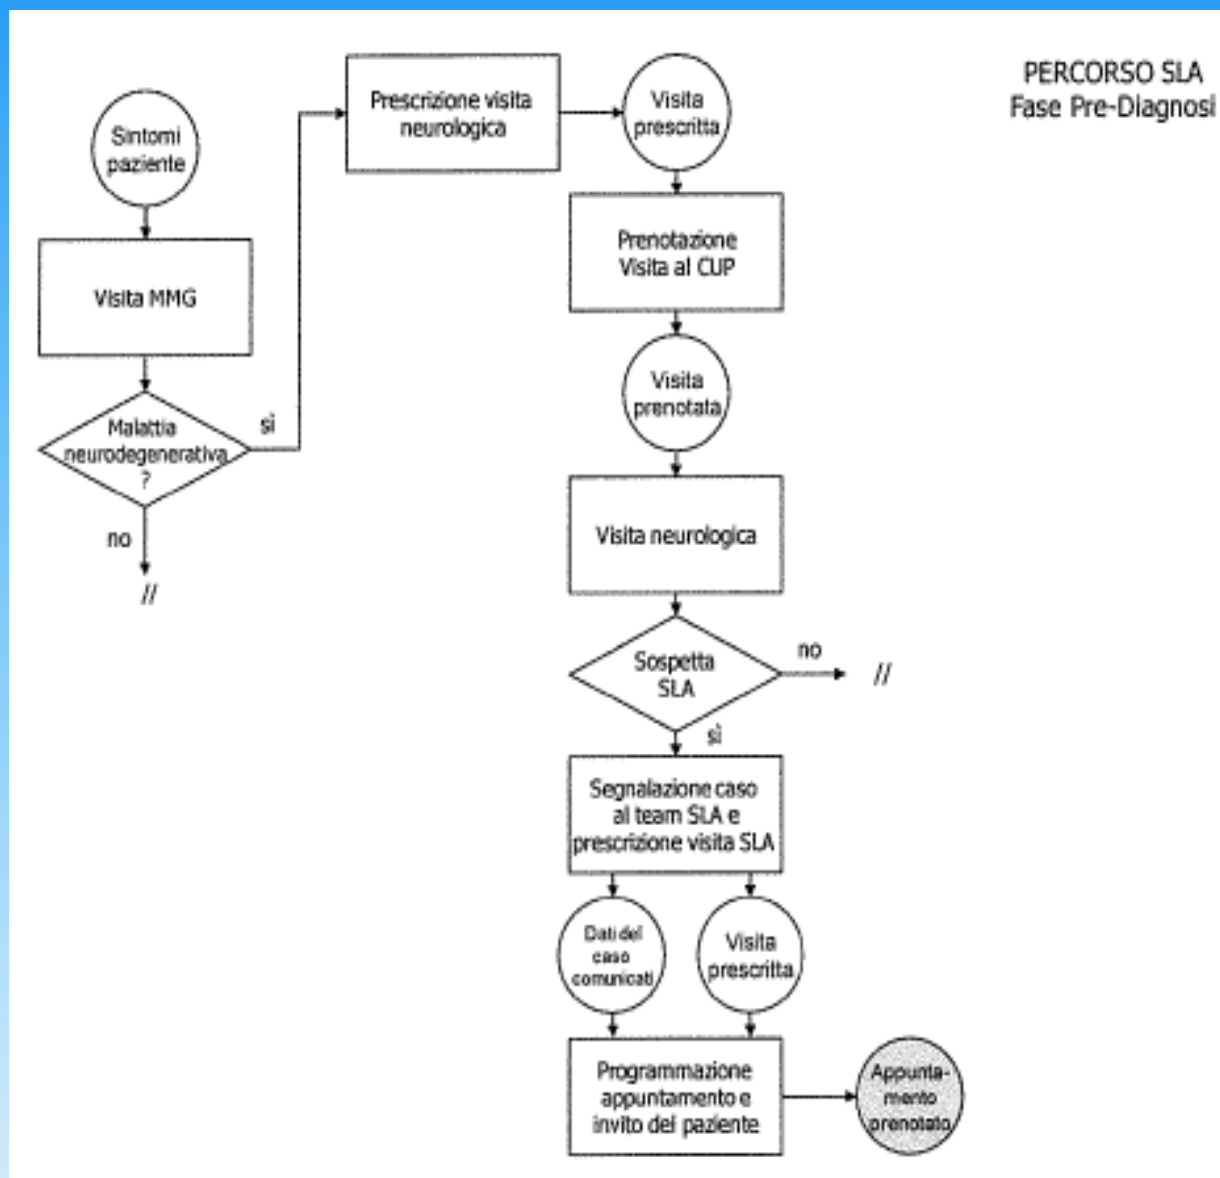 PERCORSO SLA
Fase Pre-Diagnosi
Sintomi
paziente
Visita MMG
Malattia
neurodegenerativa
?
sì
no
//
Prescrizione visita
neurologica
Visita
prescritta
Prenotazione
Visita al CUP
Visita
prenotata
Visita neurologica
Sospetta
SLA
no
//
sì
Segnalazione caso
al team SLA e
prescrizione visita SLA
Dati del
caso
comunicati
Visita
prescritta
Programmazione
appuntamento e
invito del paziente
Appunta-
mento
prenotato